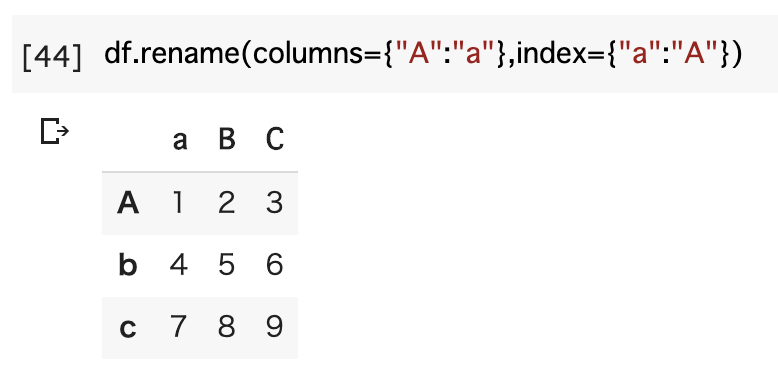 [44] df.rename(columns={"A":"a"},index={"a":"A"})
a B C
A 1 2 3
b 4 5 6
c 7 8 9